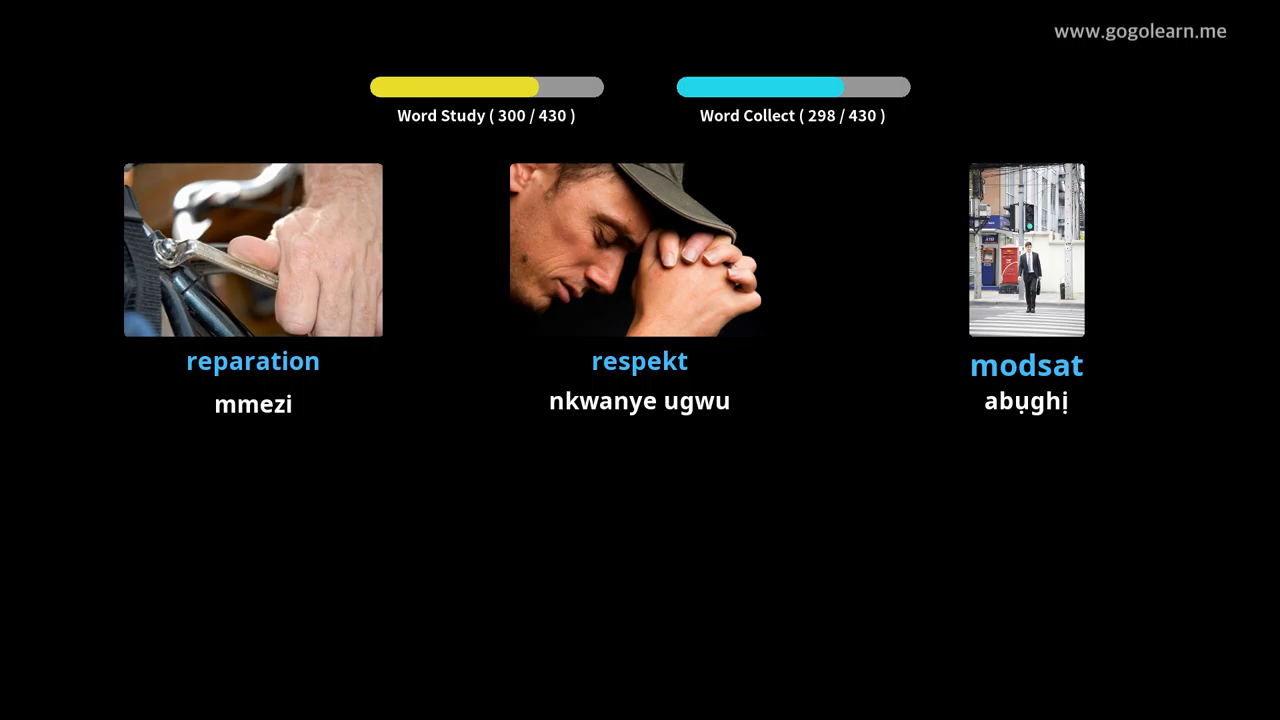 www.gogolearn.me
Word Study ( 300 / 430 )
Word Collect ( 298 / 430 )
reparation
respekt
modsat
mmezi
nkwanye ugwu
abụghị